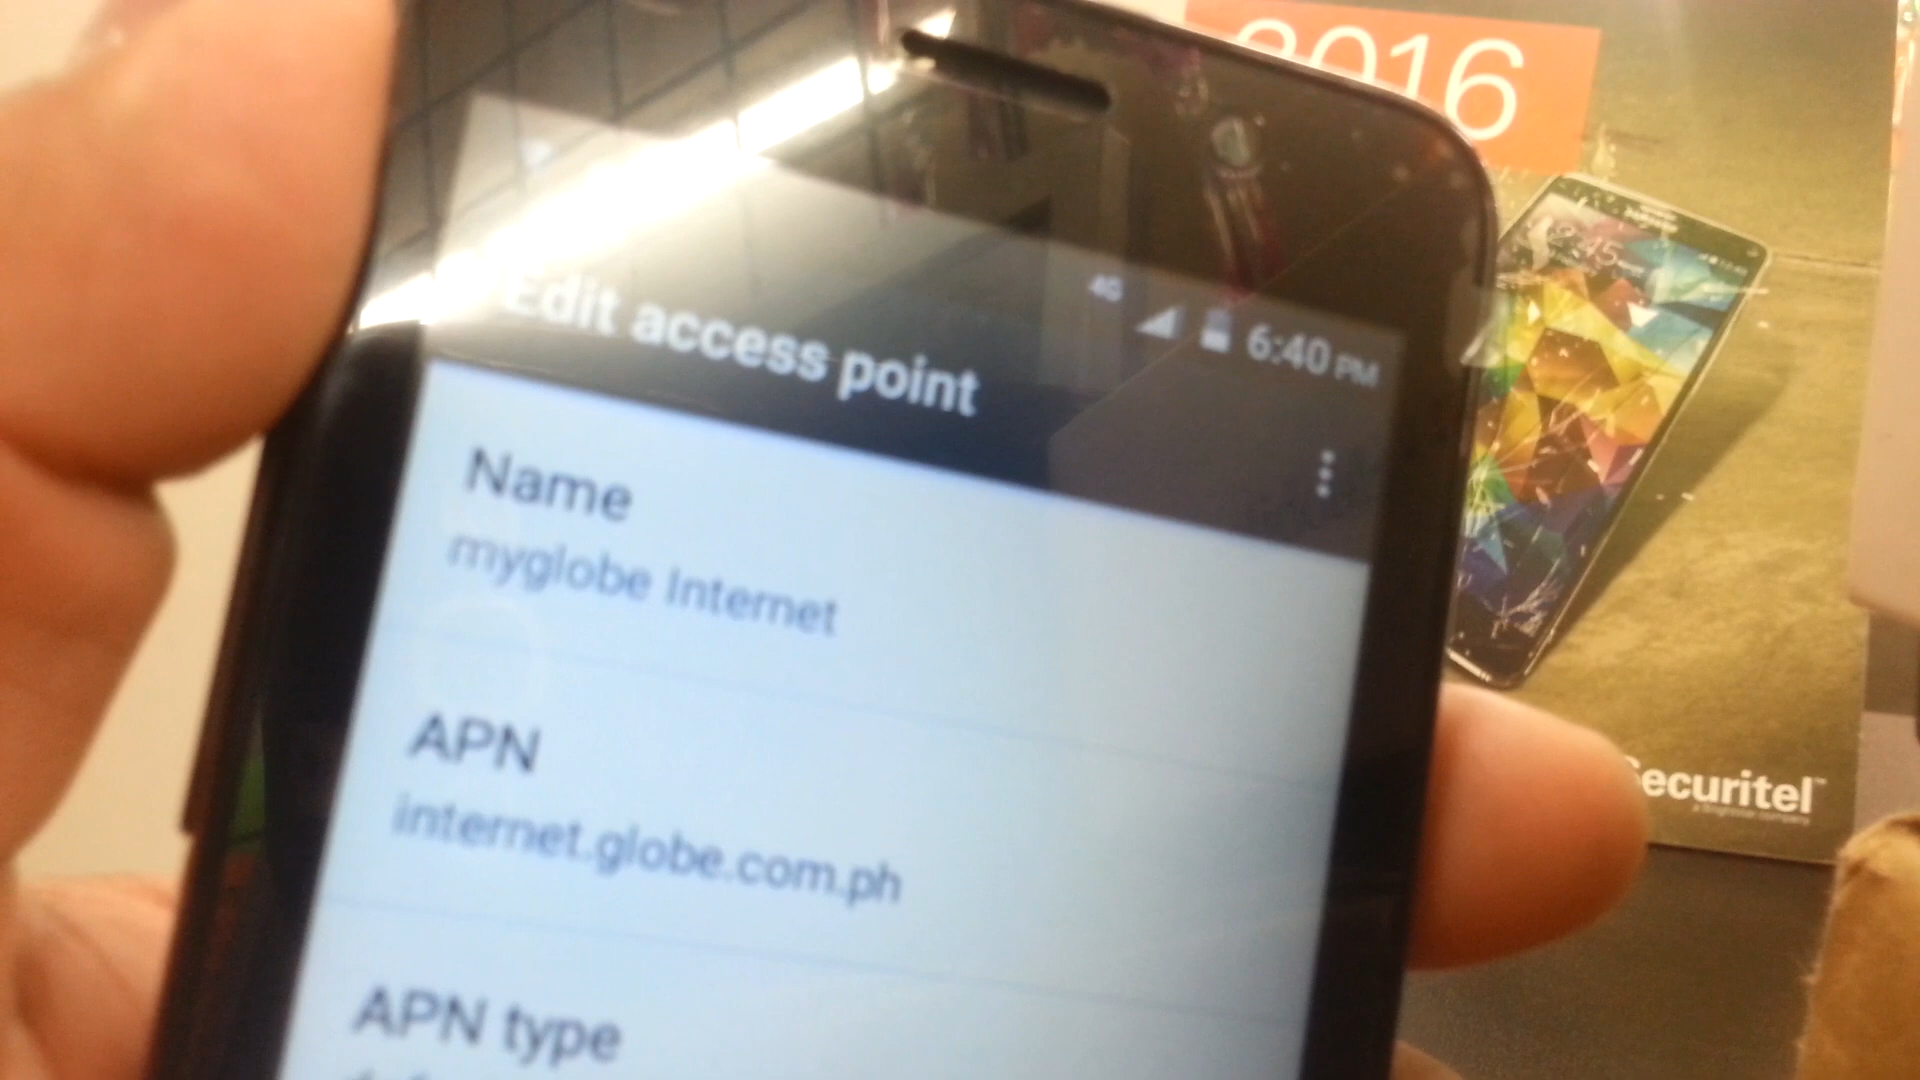 2016
4G 6:40 PM
Edit access point
Name
myglobe Internet
APN
internet.globe.com.ph
APN type
Securitel